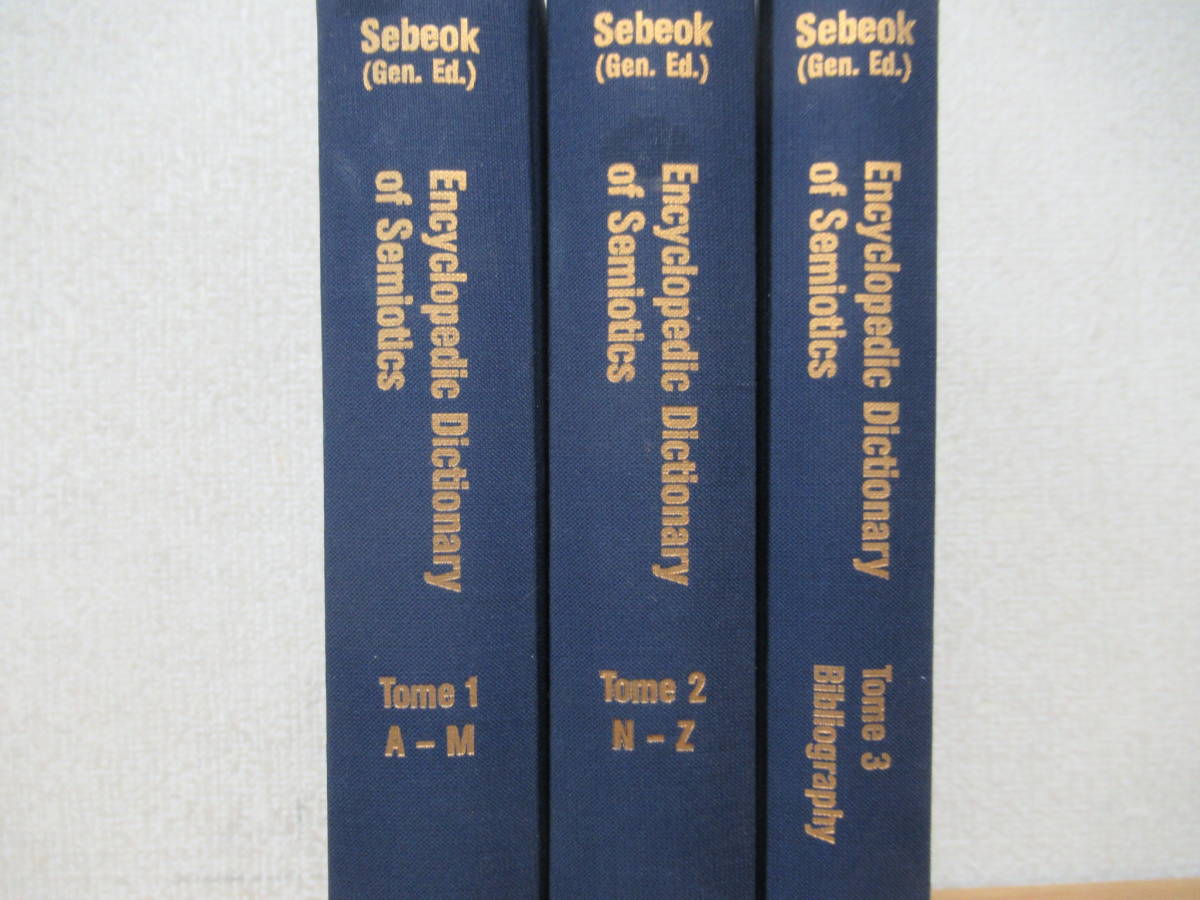 Sebeok
(Gen. Ed.)
Encyclopedic Dictionary
of Semiotics
Tome 1
A – M
Sebeok
(Gen. Ed.)
Encyclopedic Dictionary
of Semiotics
Tome 2
N – Z
Sebeok
(Gen. Ed.)
Encyclopedic Dictionary
of Semiotics
Tome 3
Bibliography